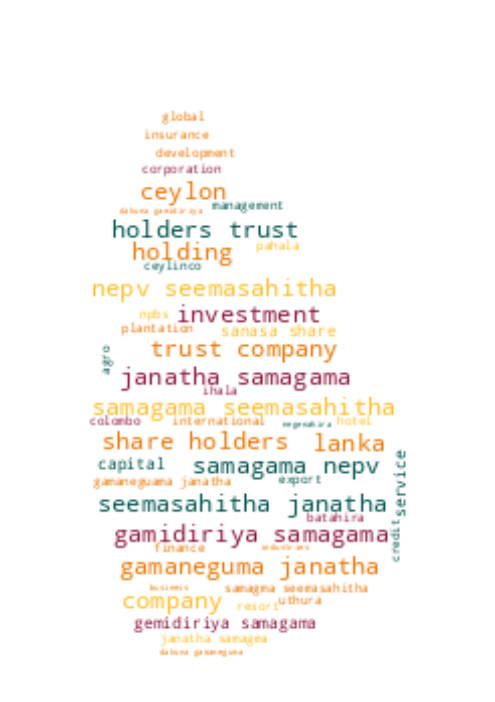 global
insurance
development
corporation
ceylon
management
dakuna gamidiriya
holders trust
holding pahala
ceylinco
nepv seemasahitha
npbs investment
plantation sanasa share
trust company
agro
janatha samagama
ihala
samagama seemasahitha
colombo international negenahira hotel
share holders lanka
capital samagama nepv
gamaneguama janatha export
service
seemasahitha janatha
batahira
gamidiriya samagama
credit
finance industries
gamaneguma janatha
business samagma seemasahitha
company resort uthura
gemidiriya samagama
janatha samagma
dakuna gamaneguma